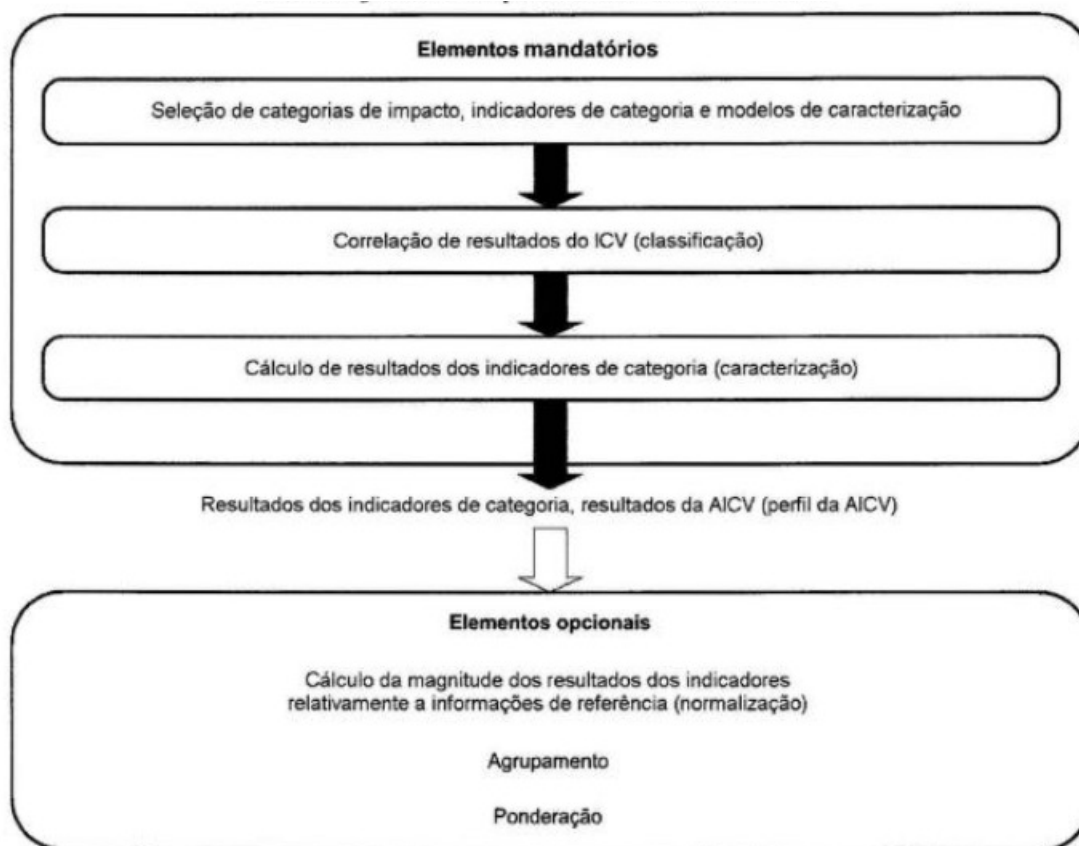 Elementos mandatórios
Seleção de categorias de impacto, indicadores de categoria e modelos de caracterização
Correlação de resultados do ICV (classificação)
Cálculo de resultados dos indicadores de categoria (caracterização)
Resultados dos indicadores de categoria, resultados da AICV (perfil da AICV)
Elementos opcionais
Cálculo da magnitude dos resultados dos indicadores
relativamente a informações de referência (normalização)
Agrupamento
Ponderação